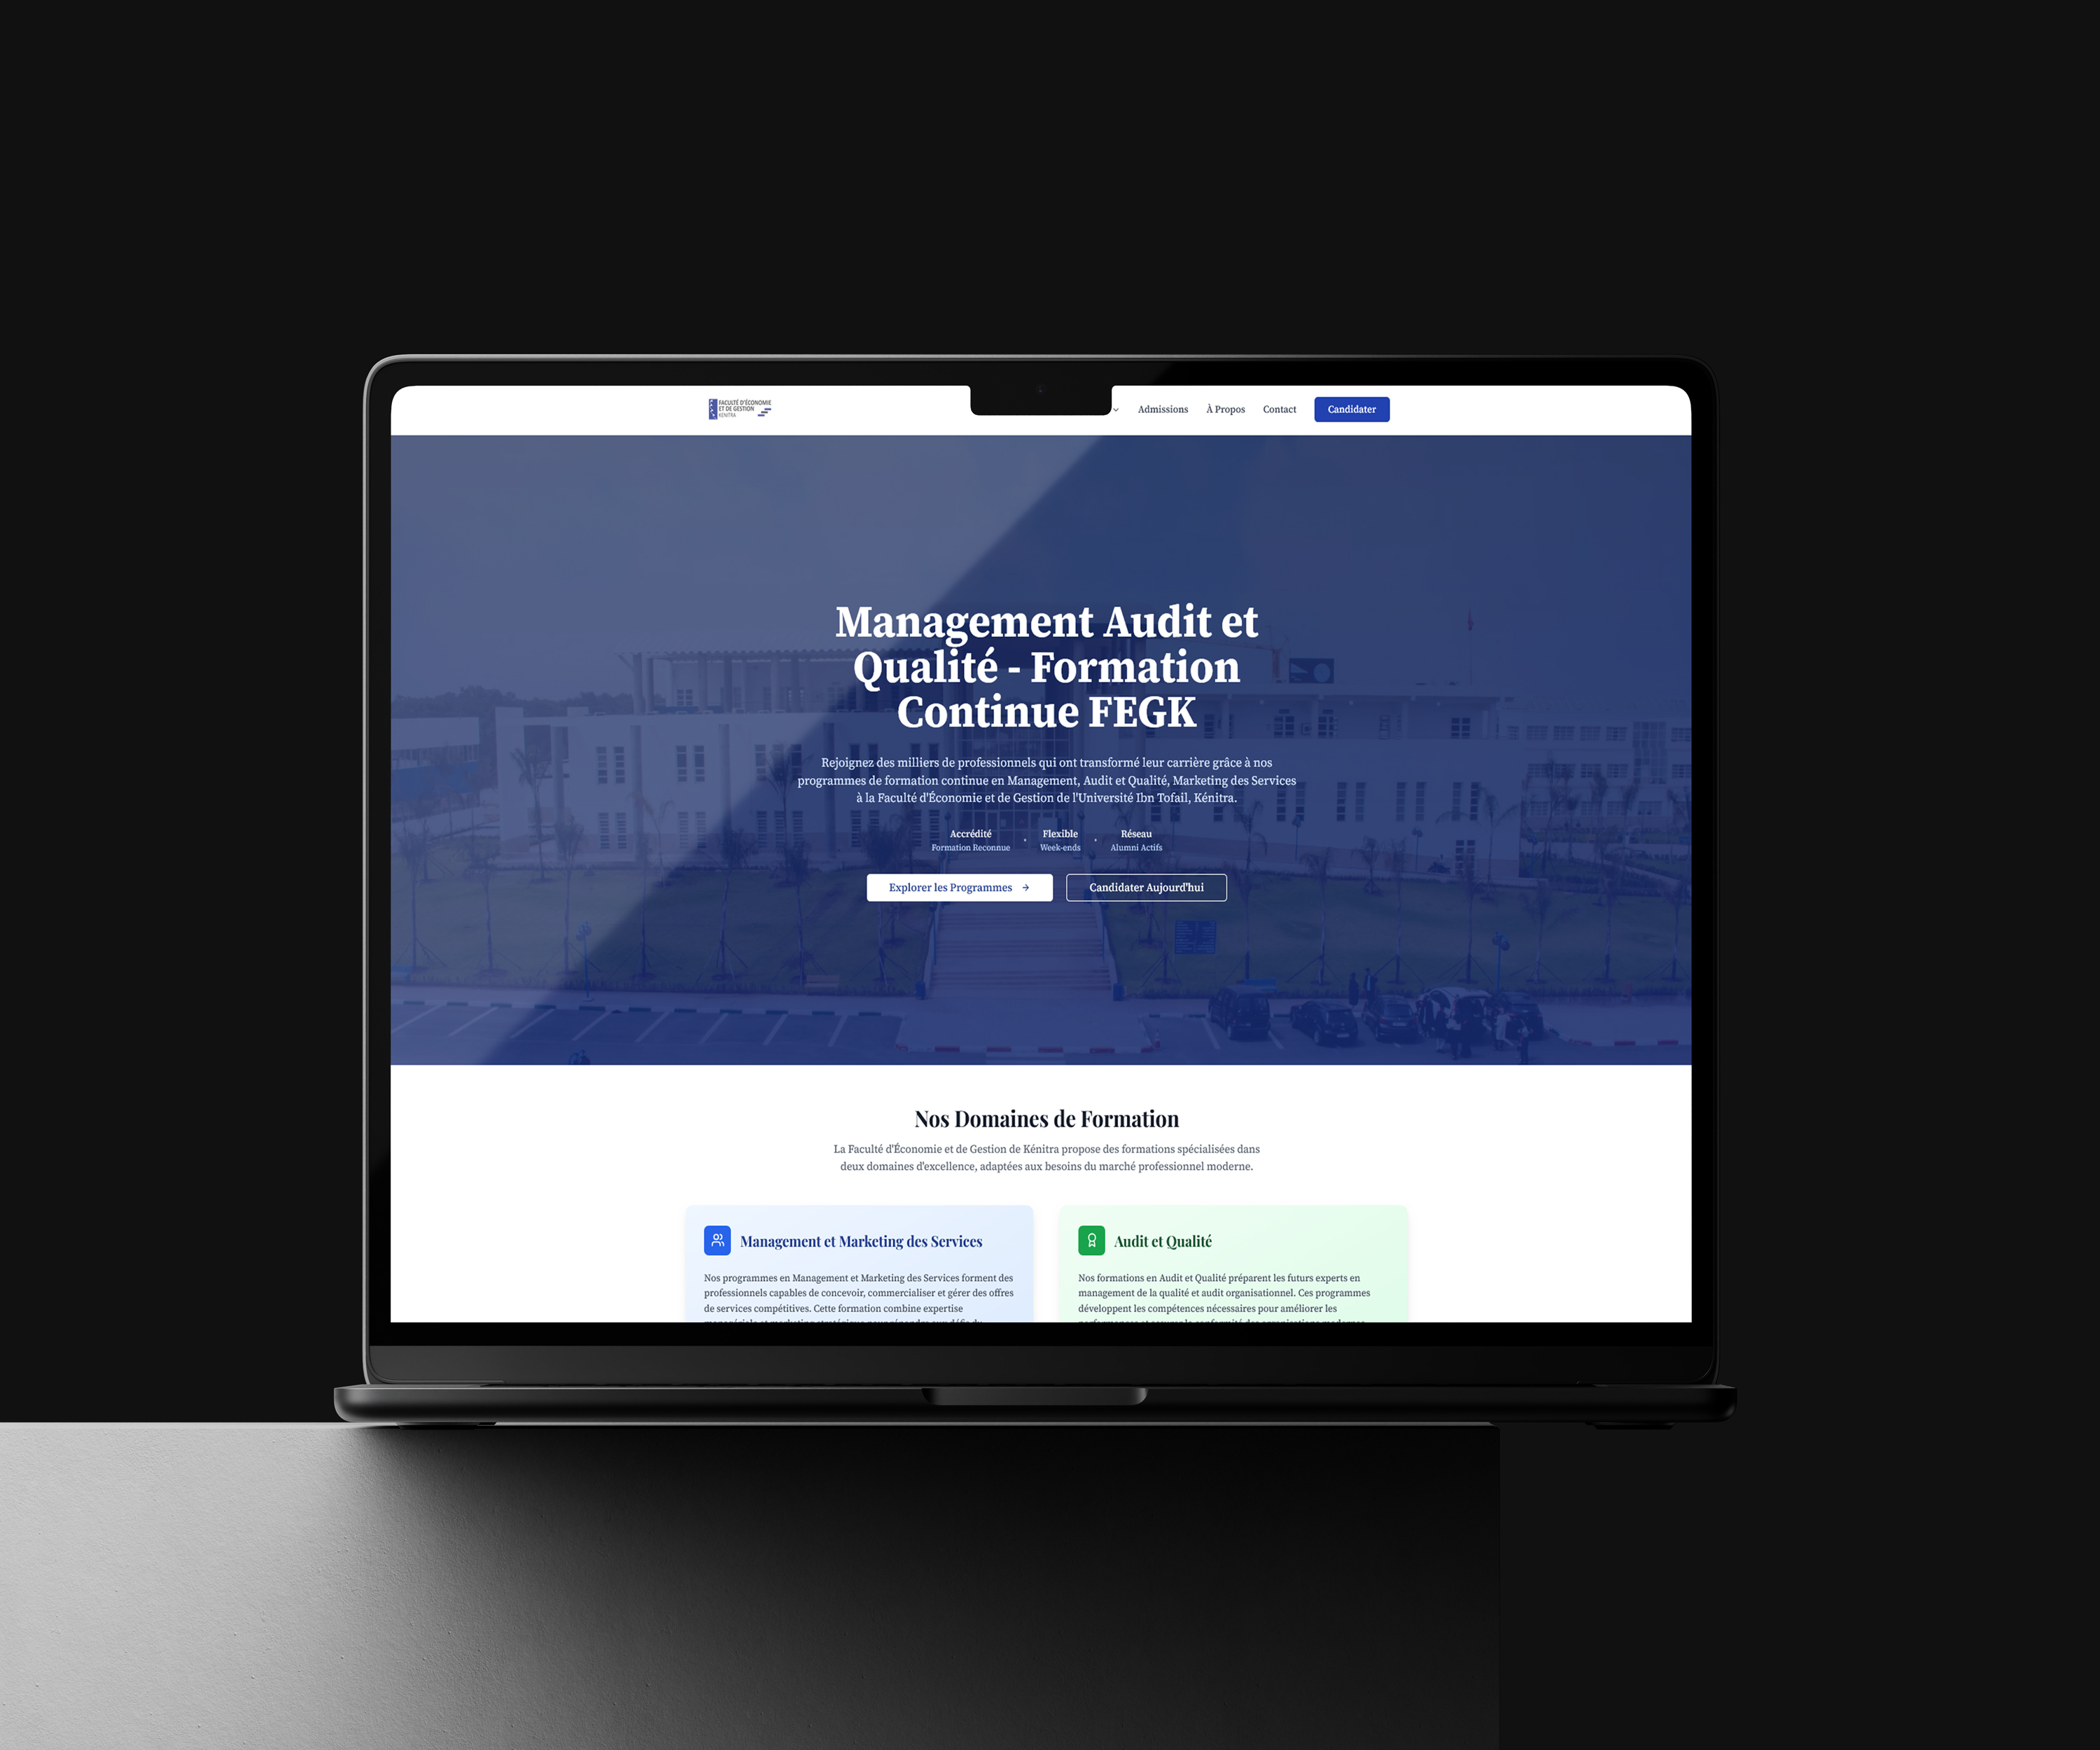 FACULTÉ D'ÉCONOMIE
ET DE GESTION
KÉNITRA
Admissions
À Propos
Contact
Candidater
Management Audit et
Qualité - Formation
Continue FEGK
Rejoignez des milliers de professionnels qui ont transformé leur carrière grâce à nos
programmes de formation continue en Management, Audit et Qualité, Marketing des Services
à la Faculté d'Économie et de Gestion de l'Université Ibn Tofail, Kénitra.
Accrédité
Formation Reconnue
Flexible
Week-ends
Réseau
Alumni Actifs
Explorer les Programmes →
Candidater Aujourd'hui
Nos Domaines de Formation
La Faculté d'Économie et de Gestion de Kénitra propose des formations spécialisées dans
deux domaines d'excellence, adaptées aux besoins du marché professionnel moderne.
Management et Marketing des Services
Nos programmes en Management et Marketing des Services forment des
professionnels capables de concevoir, commercialiser et gérer des offres
de services compétitives. Cette formation combine expertise
Audit et Qualité
Nos formations en Audit et Qualité préparent les futurs experts en
management de la qualité et audit organisationnel. Ces programmes
développent les compétences nécessaires pour améliorer les